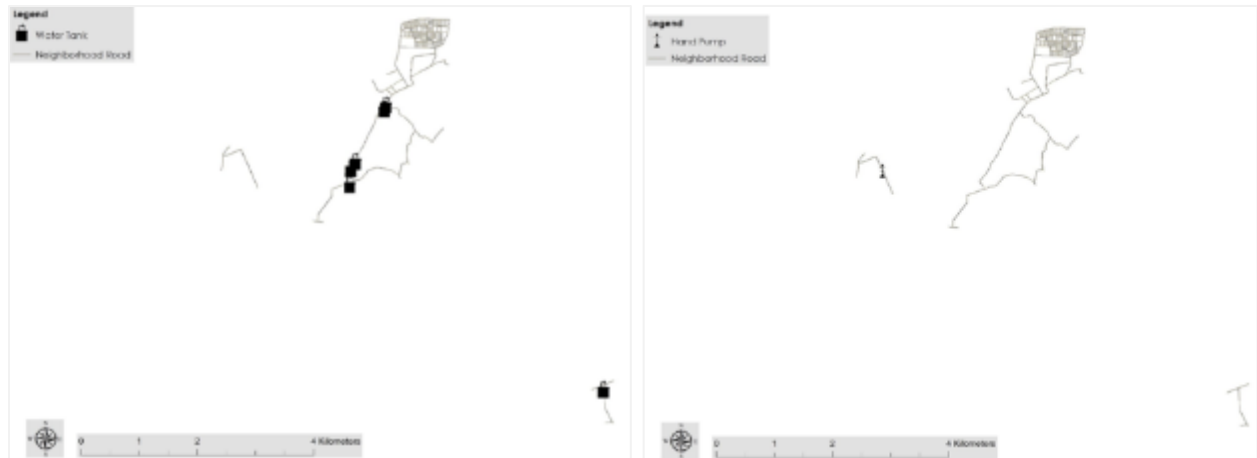 Legend
Water Tank
Neighborhood Road
0 1 2 4 Kilometers
Legend
Hand Pump
Neighborhood Road
0 1 2 4 Kilometers